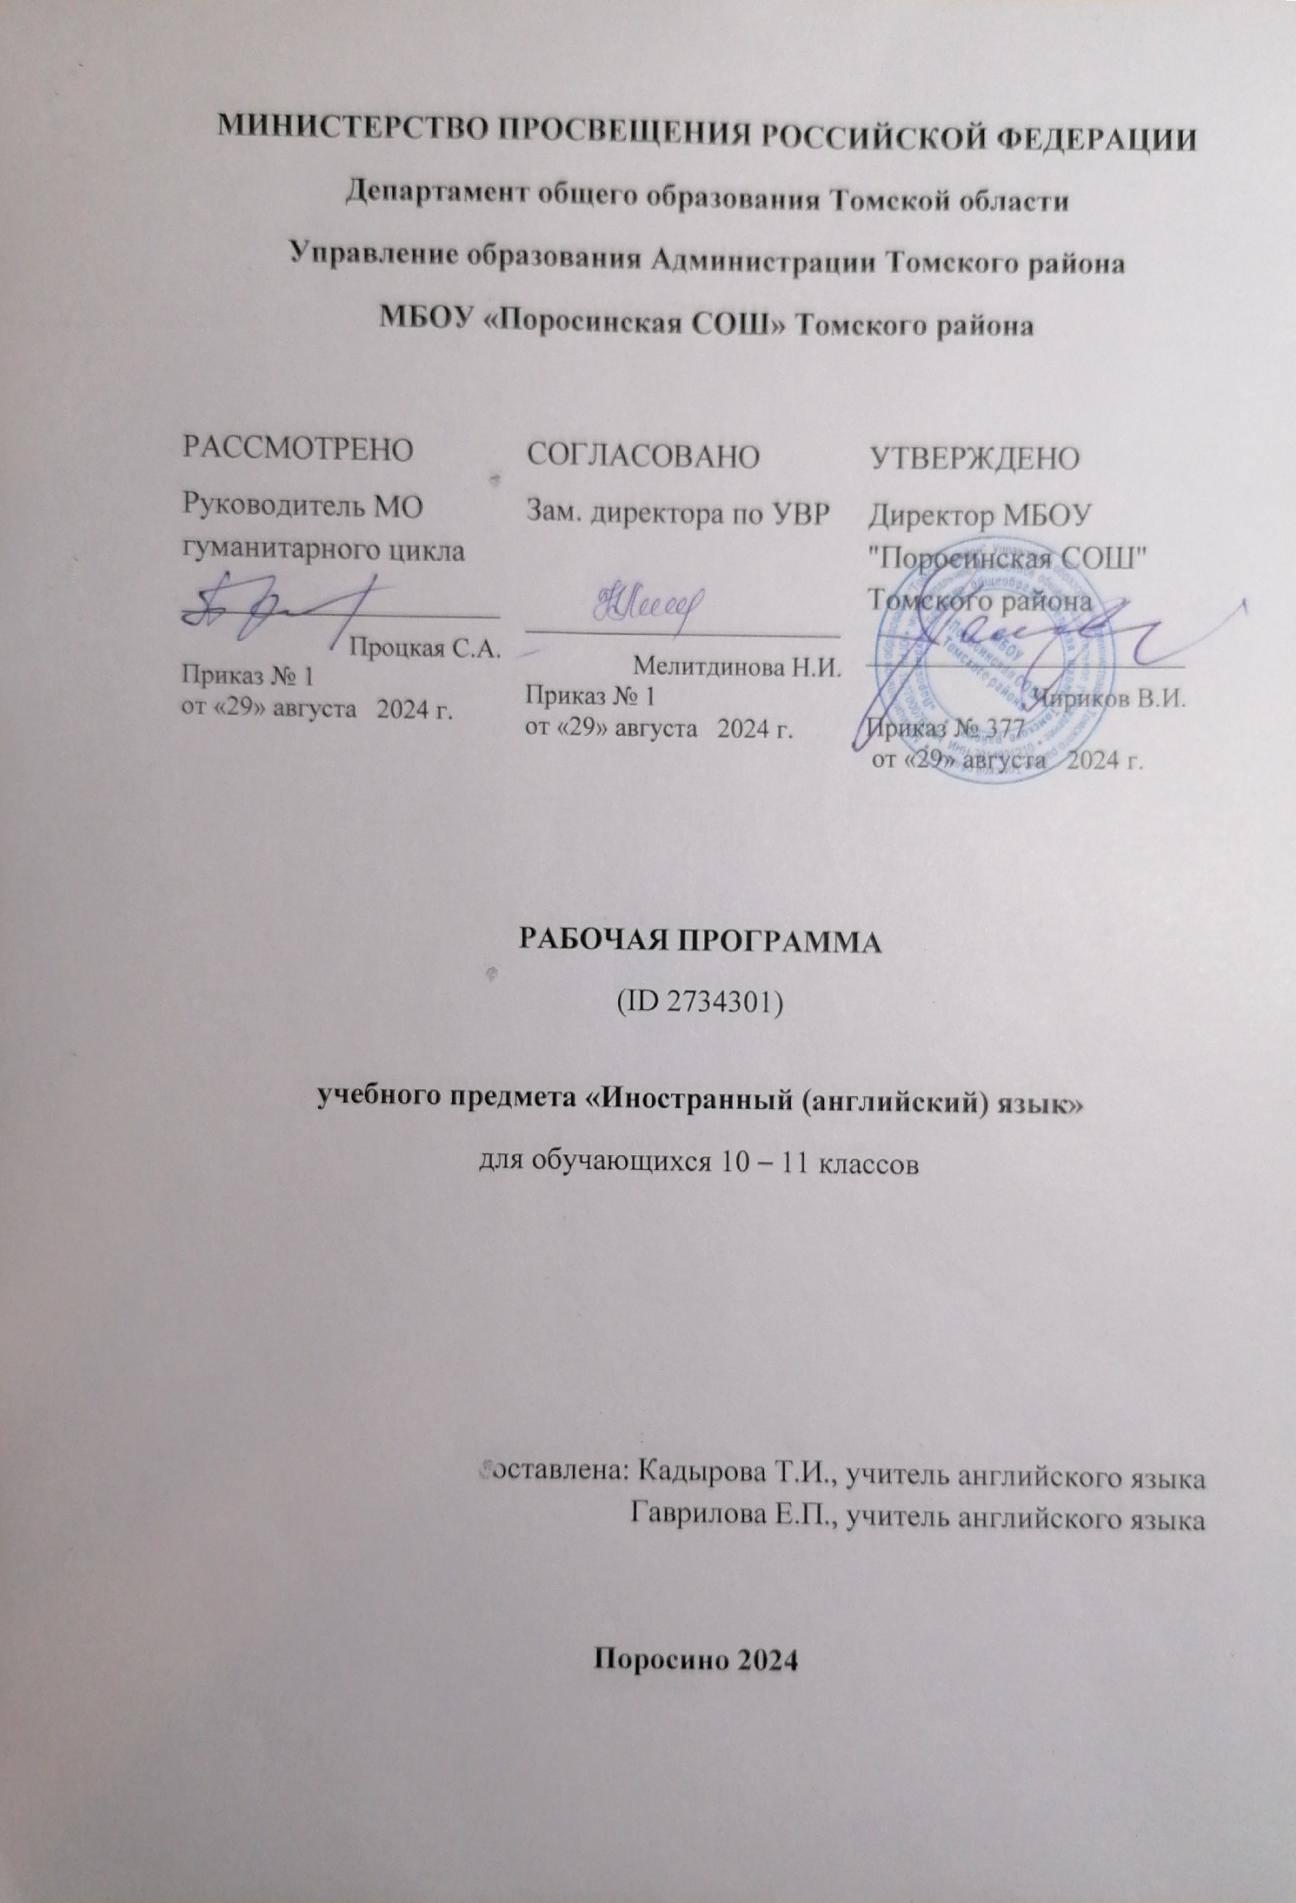 МИНИСТЕРСТВО ПРОСВЕЩЕНИЯ РОССИЙСКОЙ ФЕДЕРАЦИИ
Департамент общего образования Томской области
Управление образования Администрации Томского района
МБОУ «Поросинская СОШ» Томского района
РАССМОТРЕНО
Руководитель МО
гуманитарного цикла
Процкая С.А.
Приказ № 1
от «29» августа 2024 г.
СОГЛАСОВАНО
Зам. директора по УВР
Мелитдинова Н.И.
Приказ № 1
от «29» августа 2024 г.
УТВЕРЖДЕНО
Директор МБОУ
"Поросинская СОШ"
Томского района
Чириков В.И.
Приказ № 377
от «29» августа 2024 г.
МБОУ
РАБОЧАЯ ПРОГРАММА
(ID 2734301)
учебного предмета «Иностранный (английский) язык»
для обучающихся 10 – 11 классов
оставлена: Кадырова Т.И., учитель английского языка
Гаврилова Е.П., учитель английского языка
Поросино 2024